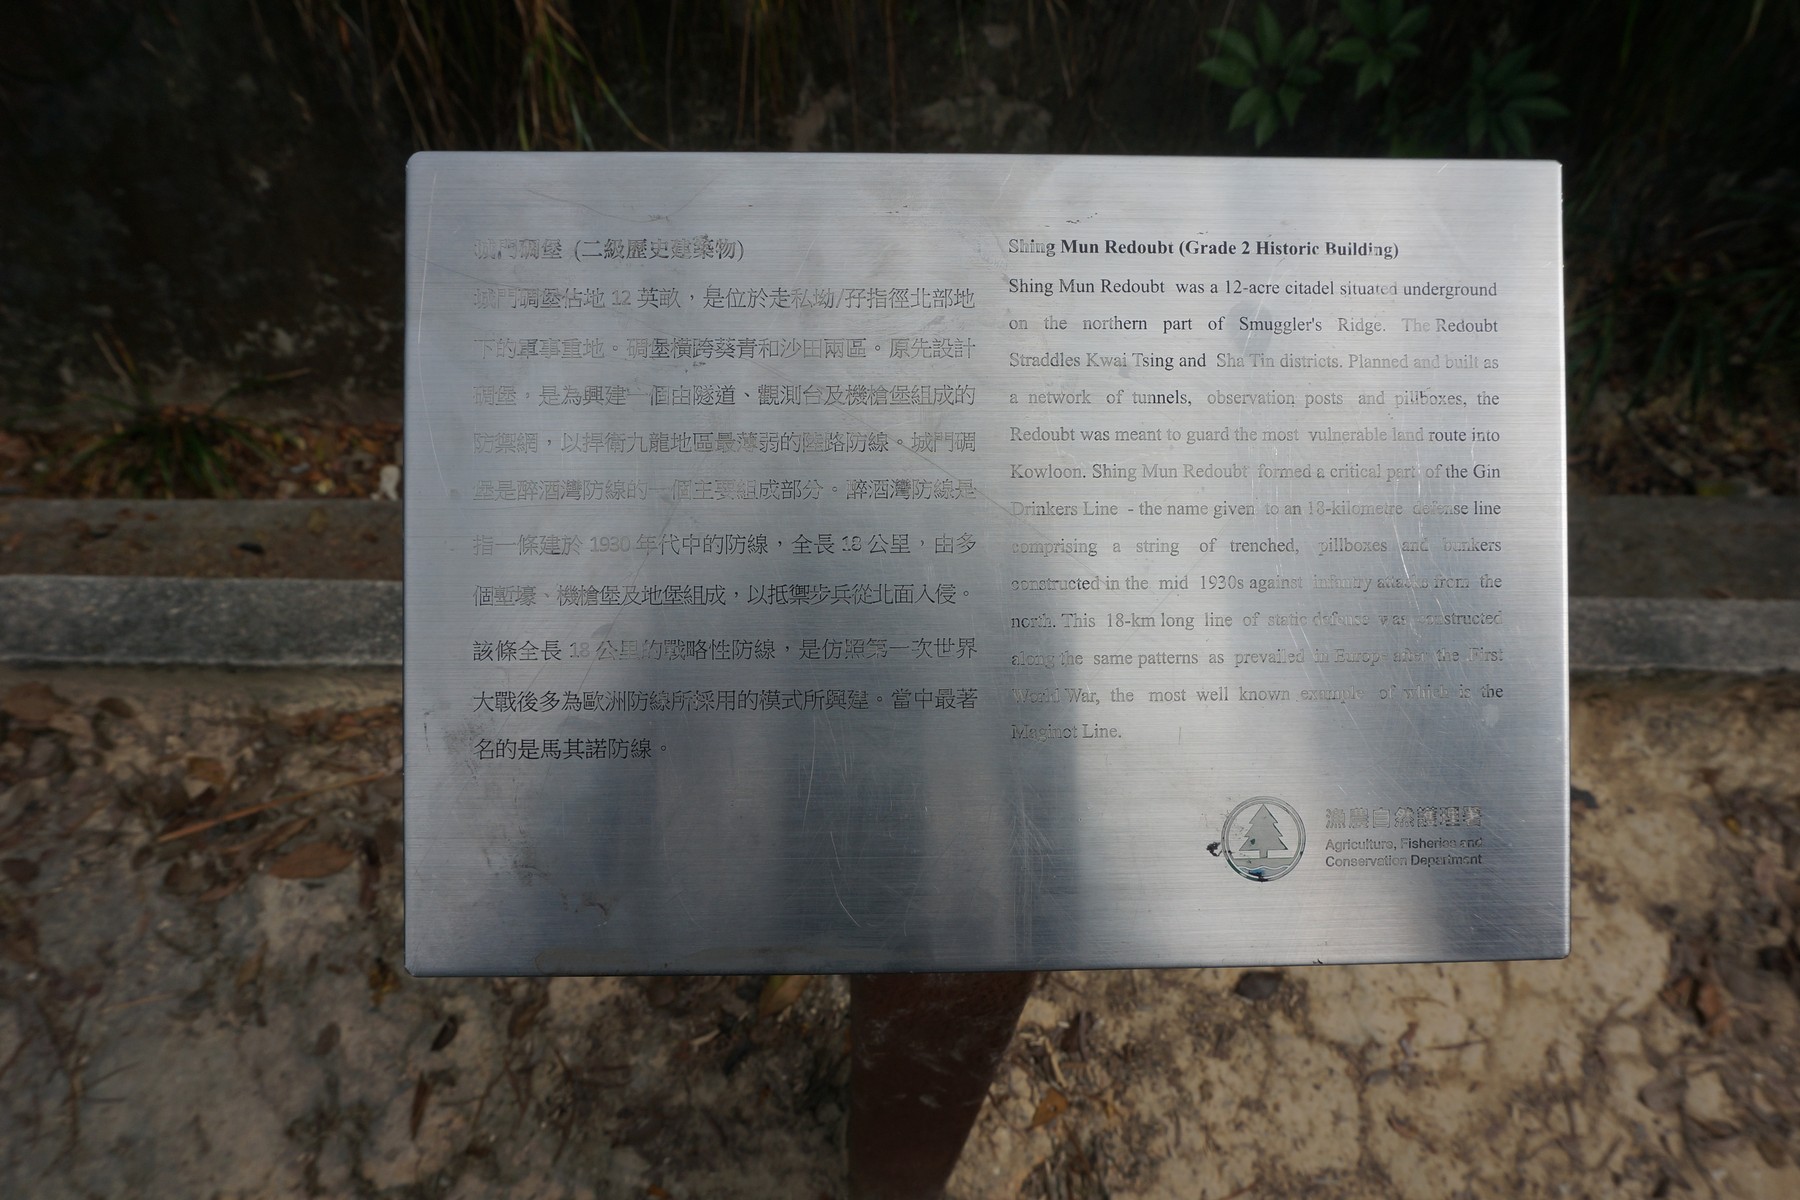 城門碉堡 (二級歷史建築物)
城門碉堡佔地 12 英畝，是位於走私坳/孖指徑北部地
下的軍事重地。碉堡橫跨葵青和沙田兩區。原先設計
碉堡，是為興建一個由隧道、觀測台及機槍堡組成的
防禦網，以捍衛九龍地區最薄弱的陸路防線。城門碉
堡是醉酒灣防線的一個主要組成部分。醉酒灣防線是
指一條建於 1930 年代中的防線，全長 18 公里，由多
個塹壕、機槍堡及地堡組成，以抵禦步兵從北面入侵。
該條全長 18 公里的戰略性防線，是仿照第一次世界
大戰後多為歐洲防線所採用的模式所興建。當中最著
名的是馬其諾防線。
Shing Mun Redoubt (Grade 2 Historic Building)
Shing Mun Redoubt was a 12-acre citadel situated underground
on the northern part of Smuggler's Ridge. The Redoubt
Straddles Kwai Tsing and Sha Tin districts. Planned and built as
a network of tunnels, observation posts and pillboxes, the
Redoubt was meant to guard the most vulnerable land route into
Kowloon. Shing Mun Redoubt formed a critical part of the Gin
Drinkers Line - the name given to an 18-kilometre defense line
comprising a string of trenched, pillboxes and bunkers
constructed in the mid 1930s against infantry attacks from the
north. This 18-km long line of static defense was constructed
along the same patterns as prevailed in Europe after the First
World War, the most well known example of which is the
Maginot Line.
漁農自然護理署
Agriculture, Fisheries and
Conservation Department